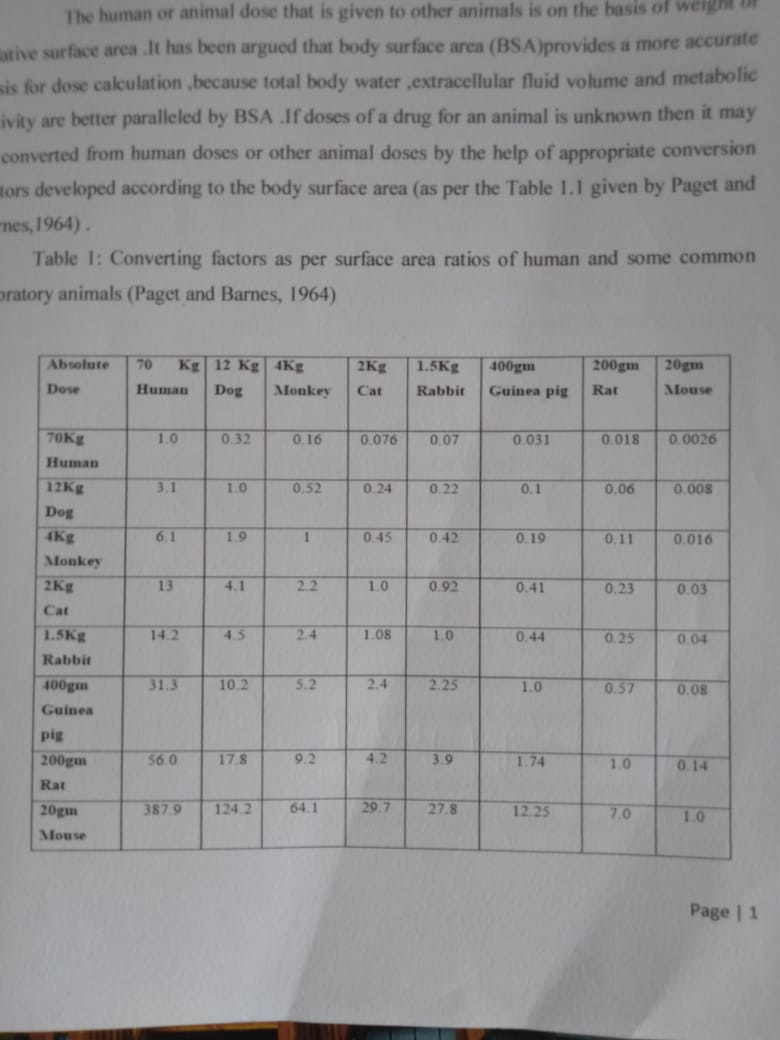 The human or animal dose that is given to other animals is on the basis of weight or
ative surface area .It has been argued that body surface area (BSA)provides a more accurate
sis for dose calculation ,because total body water ,extracellular fluid volume and metabolic
ivity are better paralleled by BSA .If doses of a drug for an animal is unknown then it may
converted from human doses or other animal doses by the help of appropriate conversion
tors developed according to the body surface area (as per the Table 1.1 given by Paget and
rnes,1964) .
Table 1: Converting factors as per surface area ratios of human and some common
oratory animals (Paget and Barnes, 1964)
Absolute Dose 70 Kg Human 12 Kg Dog 4Kg Monkey 2Kg Cat 1.5Kg Rabbit 400gm Guinea pig 200gm Rat 20gm Mouse
70Kg Human 1.0 0.32 0.16 0.076 0.07 0.031 0.018 0.0026
12Kg Dog 3.1 1.0 0.52 0.24 0.22 0.1 0.06 0.008
4Kg Monkey 6.1 1.9 1 0.45 0.42 0.19 0.11 0.016
2Kg Cat 13 4.1 2.2 1.0 0.92 0.41 0.23 0.03
1.5Kg Rabbit 14.2 4.5 2.4 1.08 1.0 0.44 0.25 0.04
400gm Guinea pig 31.3 10.2 5.2 2.4 2.25 1.0 0.57 0.08
200gm Rat 56.0 17.8 9.2 4.2 3.9 1.74 1.0 0.14
20gm Mouse 387.9 124.2 64.1 29.7 27.8 12.25 7.0 1.0
Page | 1